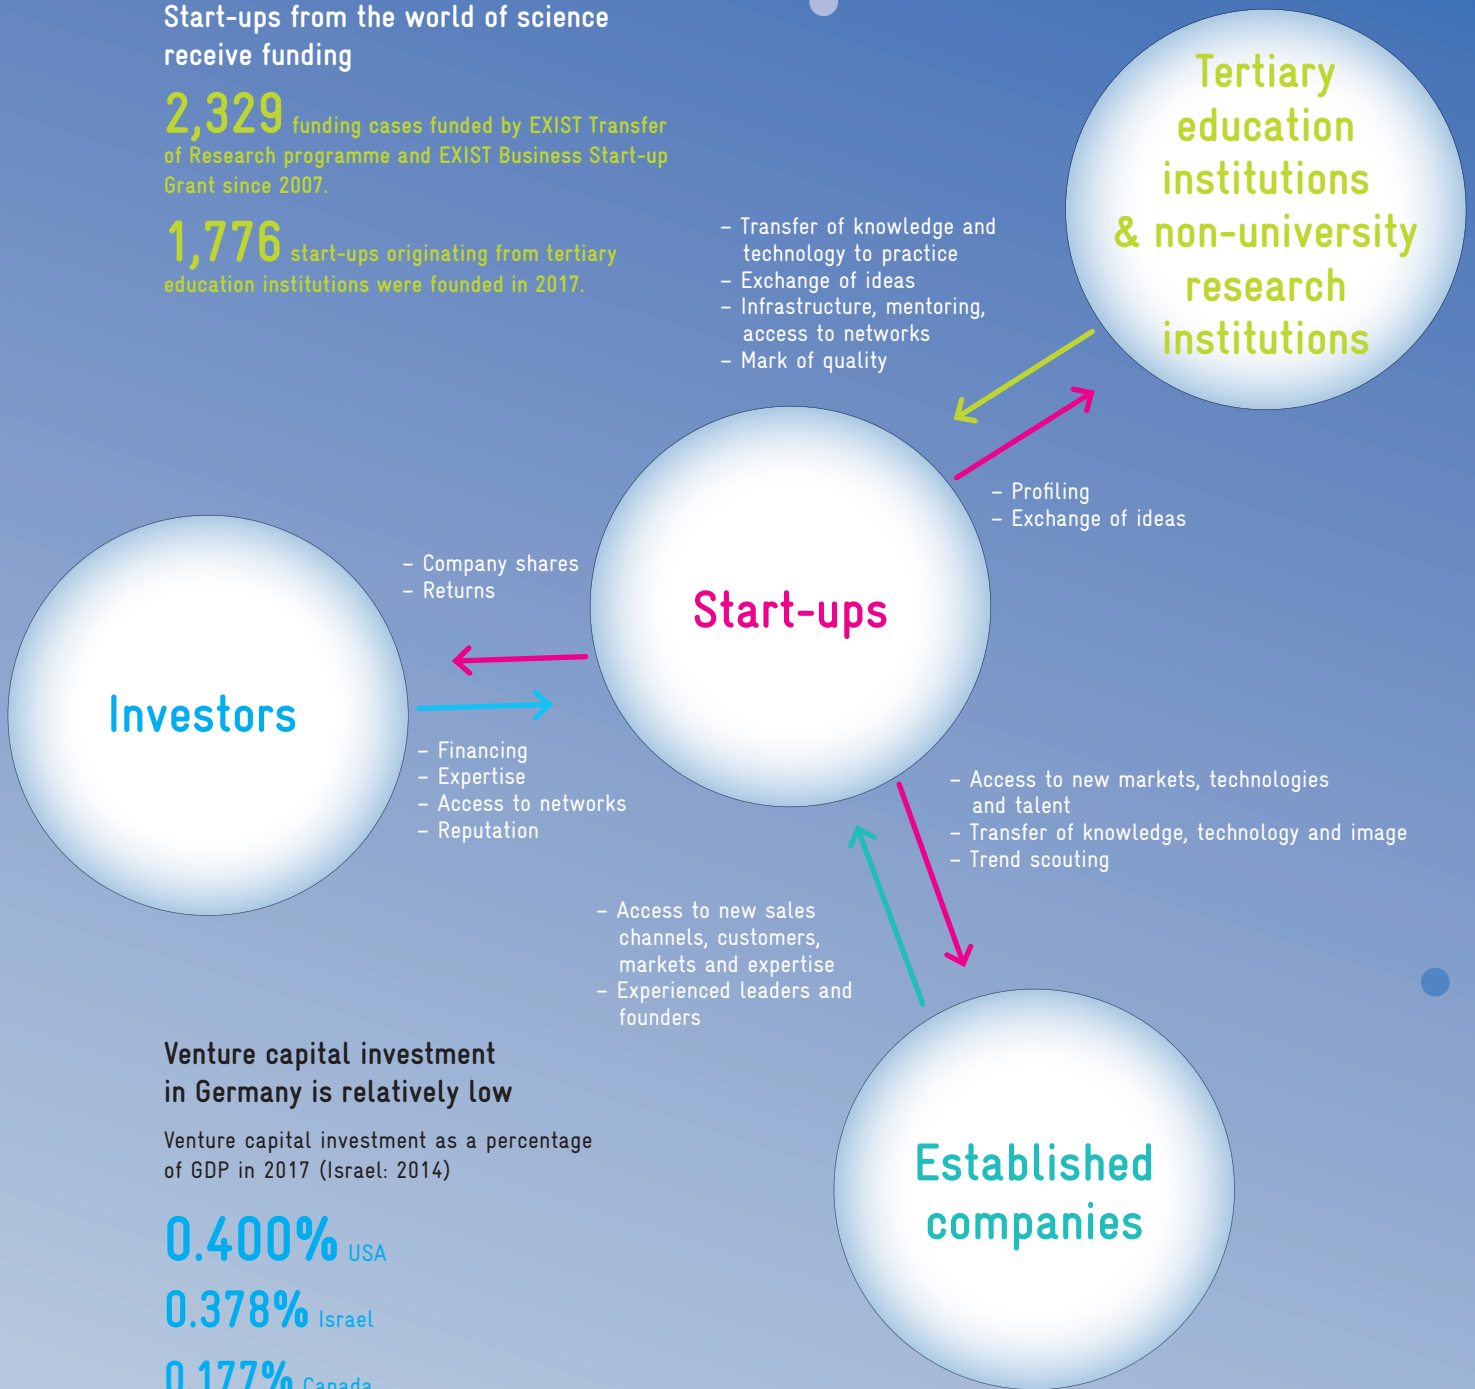 Start-ups from the world of science
receive funding
2,329 funding cases funded by EXIST Transfer
of Research programme and EXIST Business Start-up
Grant since 2007.
1,776 start-ups originating from tertiary
education institutions were founded in 2017.
Tertiary
education
institutions
& non-university
research
institutions
– Transfer of knowledge and
technology to practice
– Exchange of ideas
– Infrastructure, mentoring,
access to networks
– Mark of quality
– Profiling
– Exchange of ideas
– Company shares
– Returns
Start-ups
Investors
– Financing
– Expertise
– Access to networks
– Reputation
– Access to new markets, technologies
and talent
– Transfer of knowledge, technology and image
– Trend scouting
– Access to new sales
channels, customers,
markets and expertise
– Experienced leaders and
founders
Established
companies
Venture capital investment
in Germany is relatively low
Venture capital investment as a percentage
of GDP in 2017 (Israel: 2014)
0.400% USA
0.378% Israel
0.177% Canada